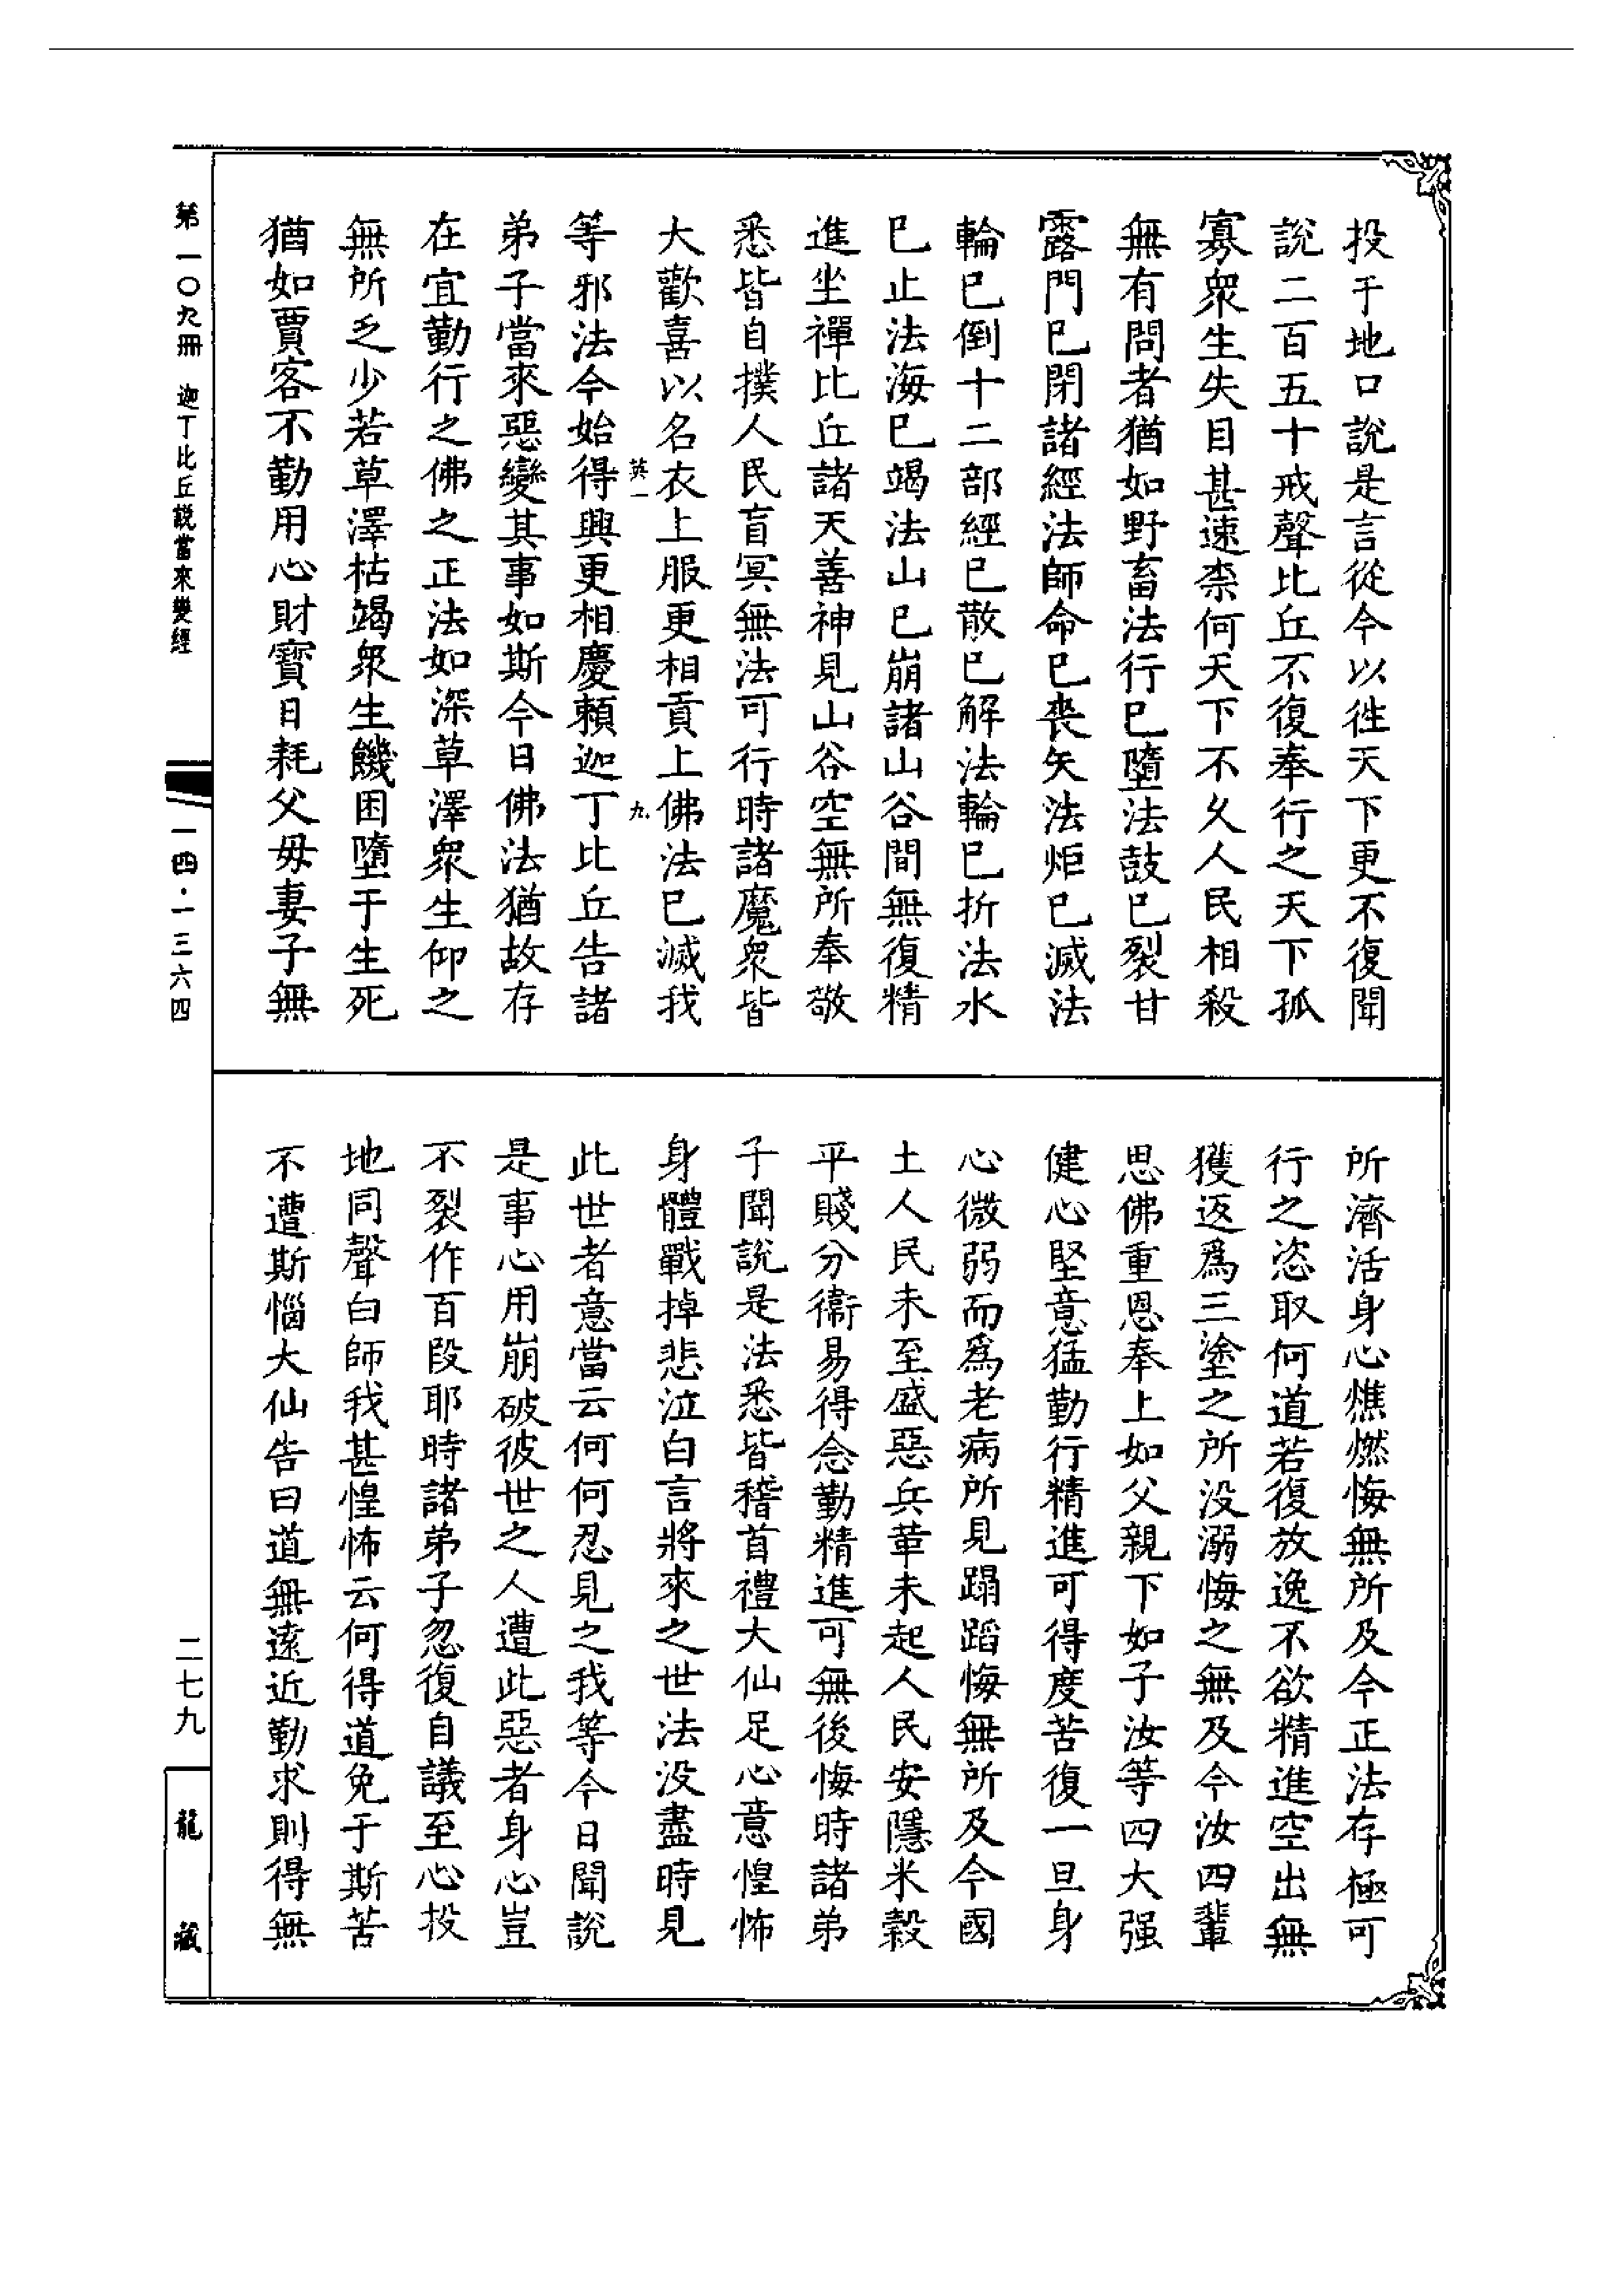 投于地口說是言從今以往天下更不復聞
說二百五十戒聲比丘不復奉行之天下孤
寡衆生失目甚速柰何天下不久人民相殺
無有問者猶如野畜法行已墮法鼓已裂甘
露門已閉諸經法師命已喪矣法炬已滅法
輪已倒十二部經已散已解法輪已折法水
已止法海已竭法山已崩諸山谷間無復精
進坐禪比丘諸天善神見山谷空無所奉敬
悉皆自撲人民盲冥無法可行時諸魔衆皆
大歡喜以名衣上服更相貢上佛法已滅我
英一 九
等邪法今始得興更相慶賴迦丁比丘告諸
弟子當來惡變其事如斯今日佛法猶故存
在宜勤行之佛之正法如深草澤衆生仰之
無所乏少若草澤枯竭衆生饑困墮于生死
猶如賈客不勤用心財寶日耗父母妻子無
所濟活身心燋燃悔無所及今正法存極可
行之恣取何道若復放逸不欲精進空出無
獲返爲三塗之所没溺悔之無及今汝四輩
思佛重恩奉上如父親下如子汝等四大强
健心堅意猛勤行精進可得度苦復一旦身
心微弱而爲老病所見蹋蹈悔無所及今國
土人民未至盛惡兵革未起人民安隱米穀
平賤分衞易得念勤精進可無後悔時諸弟
子聞說是法悉皆稽首禮大仙足心意惶怖
身體戰掉悲泣白言將來之世法没盡時見
此世者意當云何何忍見之我等今日聞說
是事心用崩破彼世之人遭此惡者身心豈
不裂作百段耶時諸弟子忽復自議至心投
地同聲白師我甚惶怖云何得道免于斯苦
不遭斯惱大仙告曰道無遠近勤求則得無
第一〇九冊 迦丁比丘説當來變經
一四·一三六四
二七九
龍藏